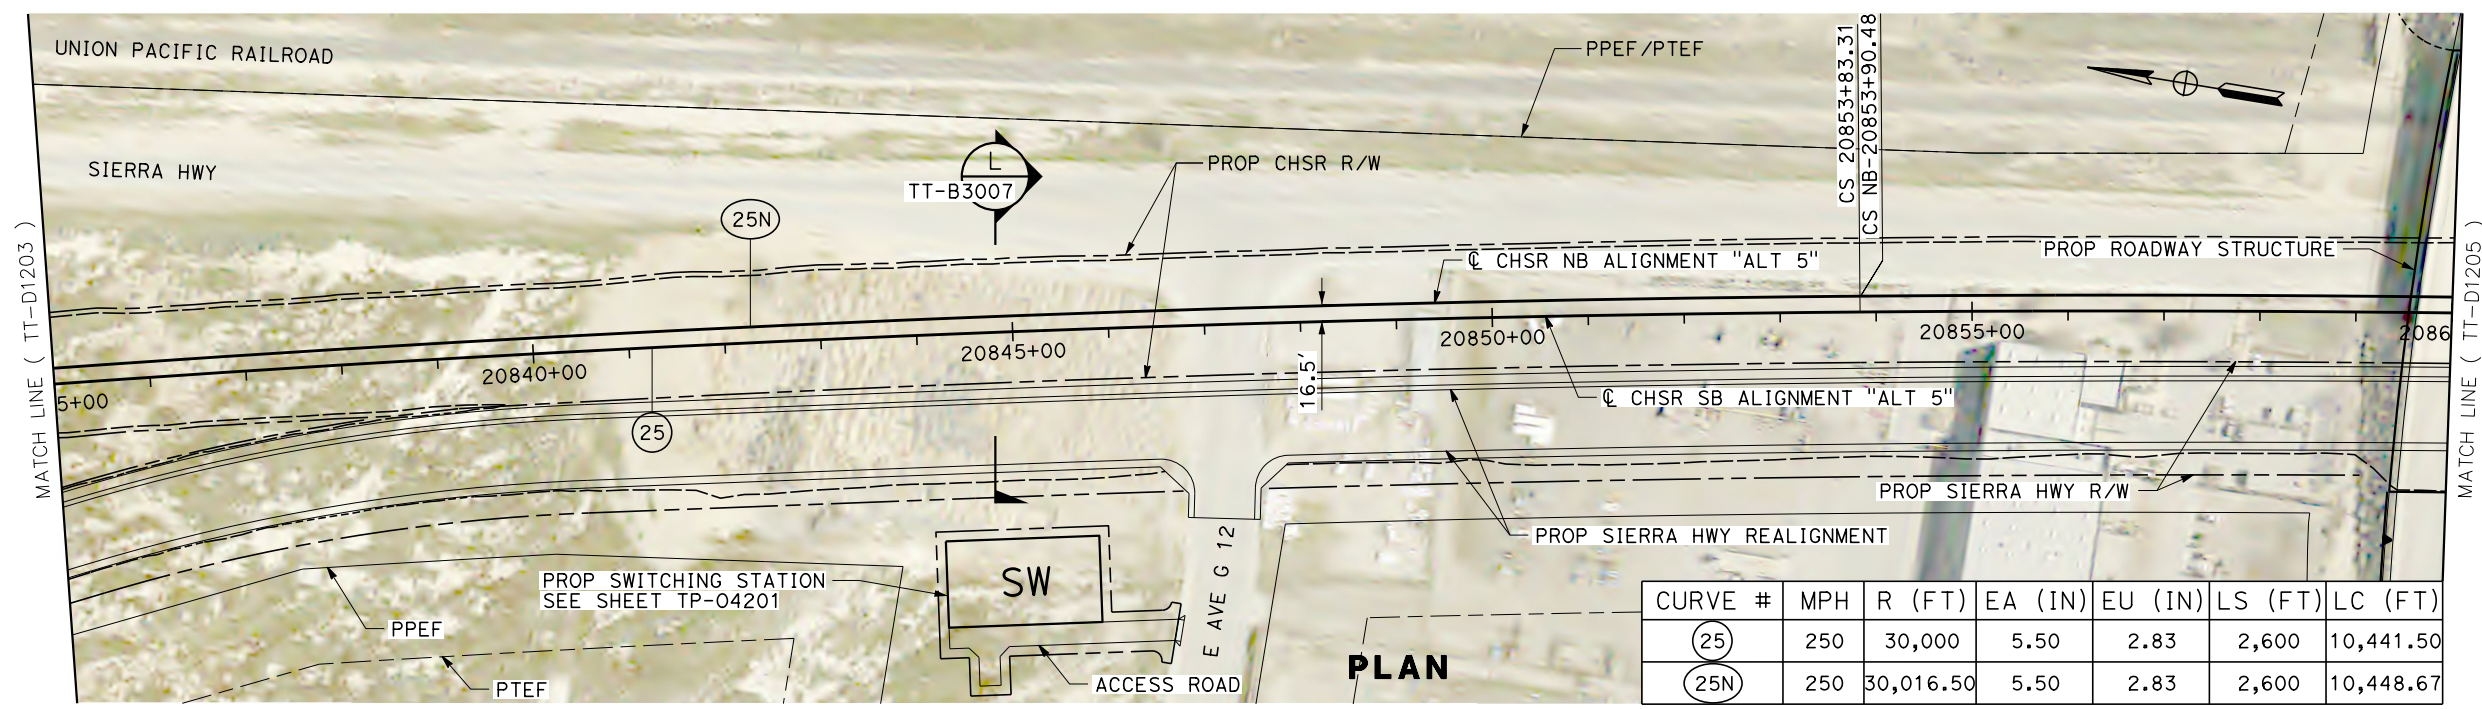 UNION PACIFIC RAILROAD
PPEF/PTEF
CS 20853+83.31
CS NB-20853+90.48
SIERRA HWY
L
TT-B3007
PROP CHSR R/W
25N
MATCH LINE ( TT-D1203 )
MATCH LINE ( TT-D1205 )
PROP ROADWAY STRUCTURE
℄ CHSR NB ALIGNMENT "ALT 5"
5+00
20840+00
20845+00
20850+00
20855+00
2086
16.5'
℄ CHSR SB ALIGNMENT "ALT 5"
25
PROP SIERRA HWY R/W
PROP SIERRA HWY REALIGNMENT
E AVE G 12
PROP SWITCHING STATION
SEE SHEET TP-04201
SW
PPEF
PTEF
ACCESS ROAD
PLAN
CURVE # MPH R (FT) EA (IN) EU (IN) LS (FT) LC (FT)
25 250 30,000 5.50 2.83 2,600 10,441.50
25N 250 30,016.50 5.50 2.83 2,600 10,448.67